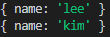 { name: 'lee' }
{ name: 'kim' }